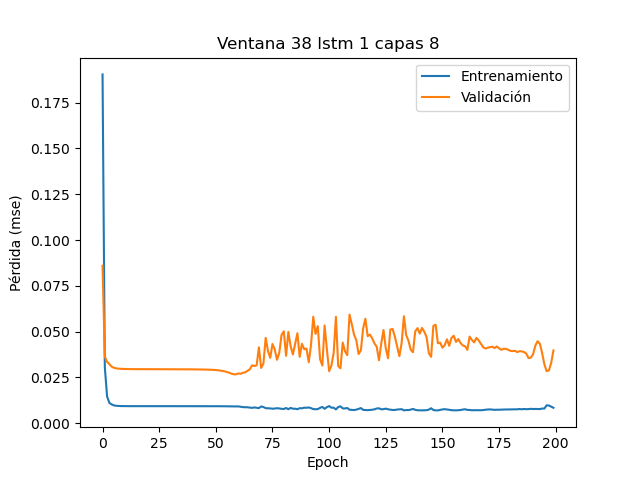 Ventana 38 lstm 1 capas 8
Entrenamiento
Validación
Pérdida (mse)
0.175
0.150
0.125
0.100
0.075
0.050
0.025
0.000
0 25 50 75 100 125 150 175 200
Epoch